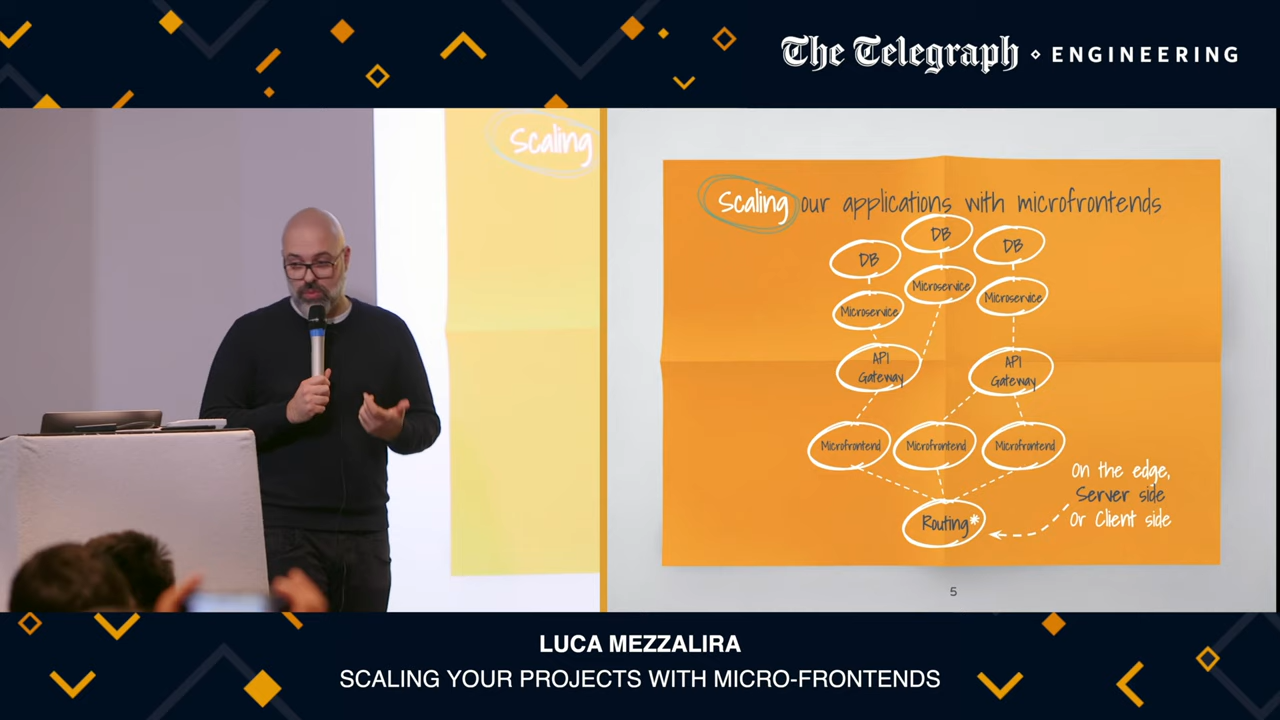 The Telegraph ENGINEERING
Scaling
Scaling our applications with microfrontends
DB
DB
DB
Microservice
Microservice
Microservice
API
Gateway
API
Gateway
Microfrontend
Microfrontend
Microfrontend
On the edge,
Server side
Or Client side
Routing*
5
LUCA MEZZALIRA
SCALING YOUR PROJECTS WITH MICRO-FRONTENDS